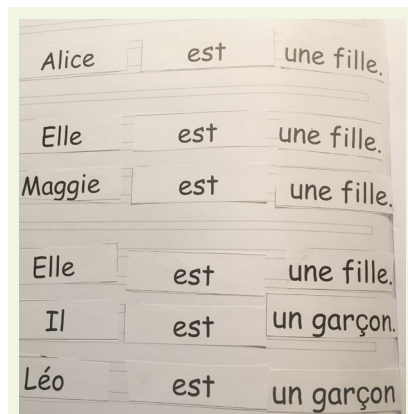 Alice est une fille.
Elle est une fille.
Maggie est une fille.
Elle est une fille.
Il est un garçon.
Léo est un garçon